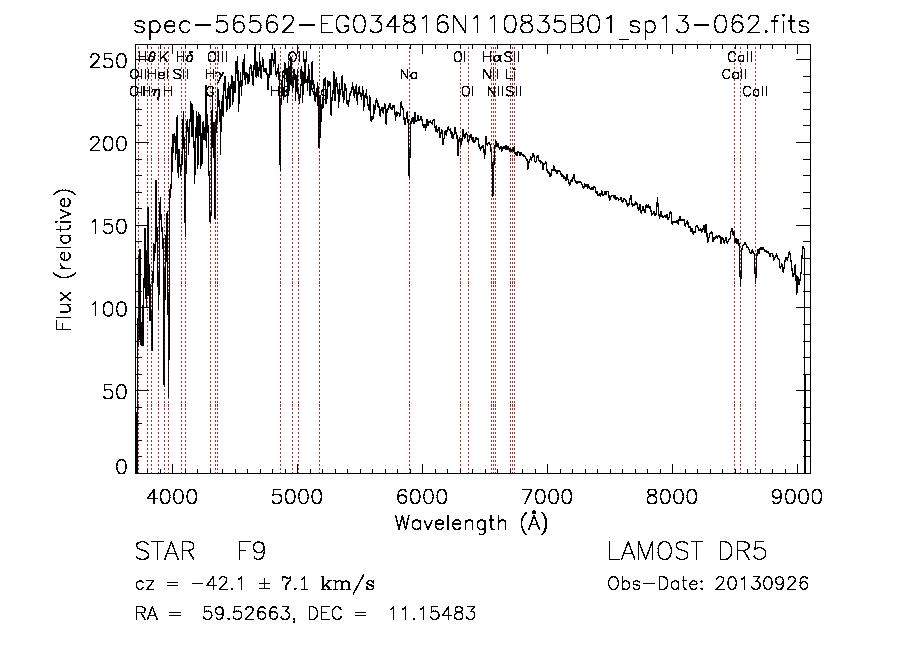 spec-56562-EG034816N110835B01_sp13-062.fits
Hθ K Hδ OIII OIII OI Hα SII CaII
OII HeI SII Hγ Na NII Li CaII
Hη H G Hβ OI NII SII CaII
250
200
150
100
50
0
Flux (relative)
4000 5000 6000 7000 8000 9000
Wavelength (Å)
STAR F9 LAMOST DR5
cz = -42.1 ± 7.1 km/s Obs-Date: 20130926
RA = 59.52663, DEC = 11.15483